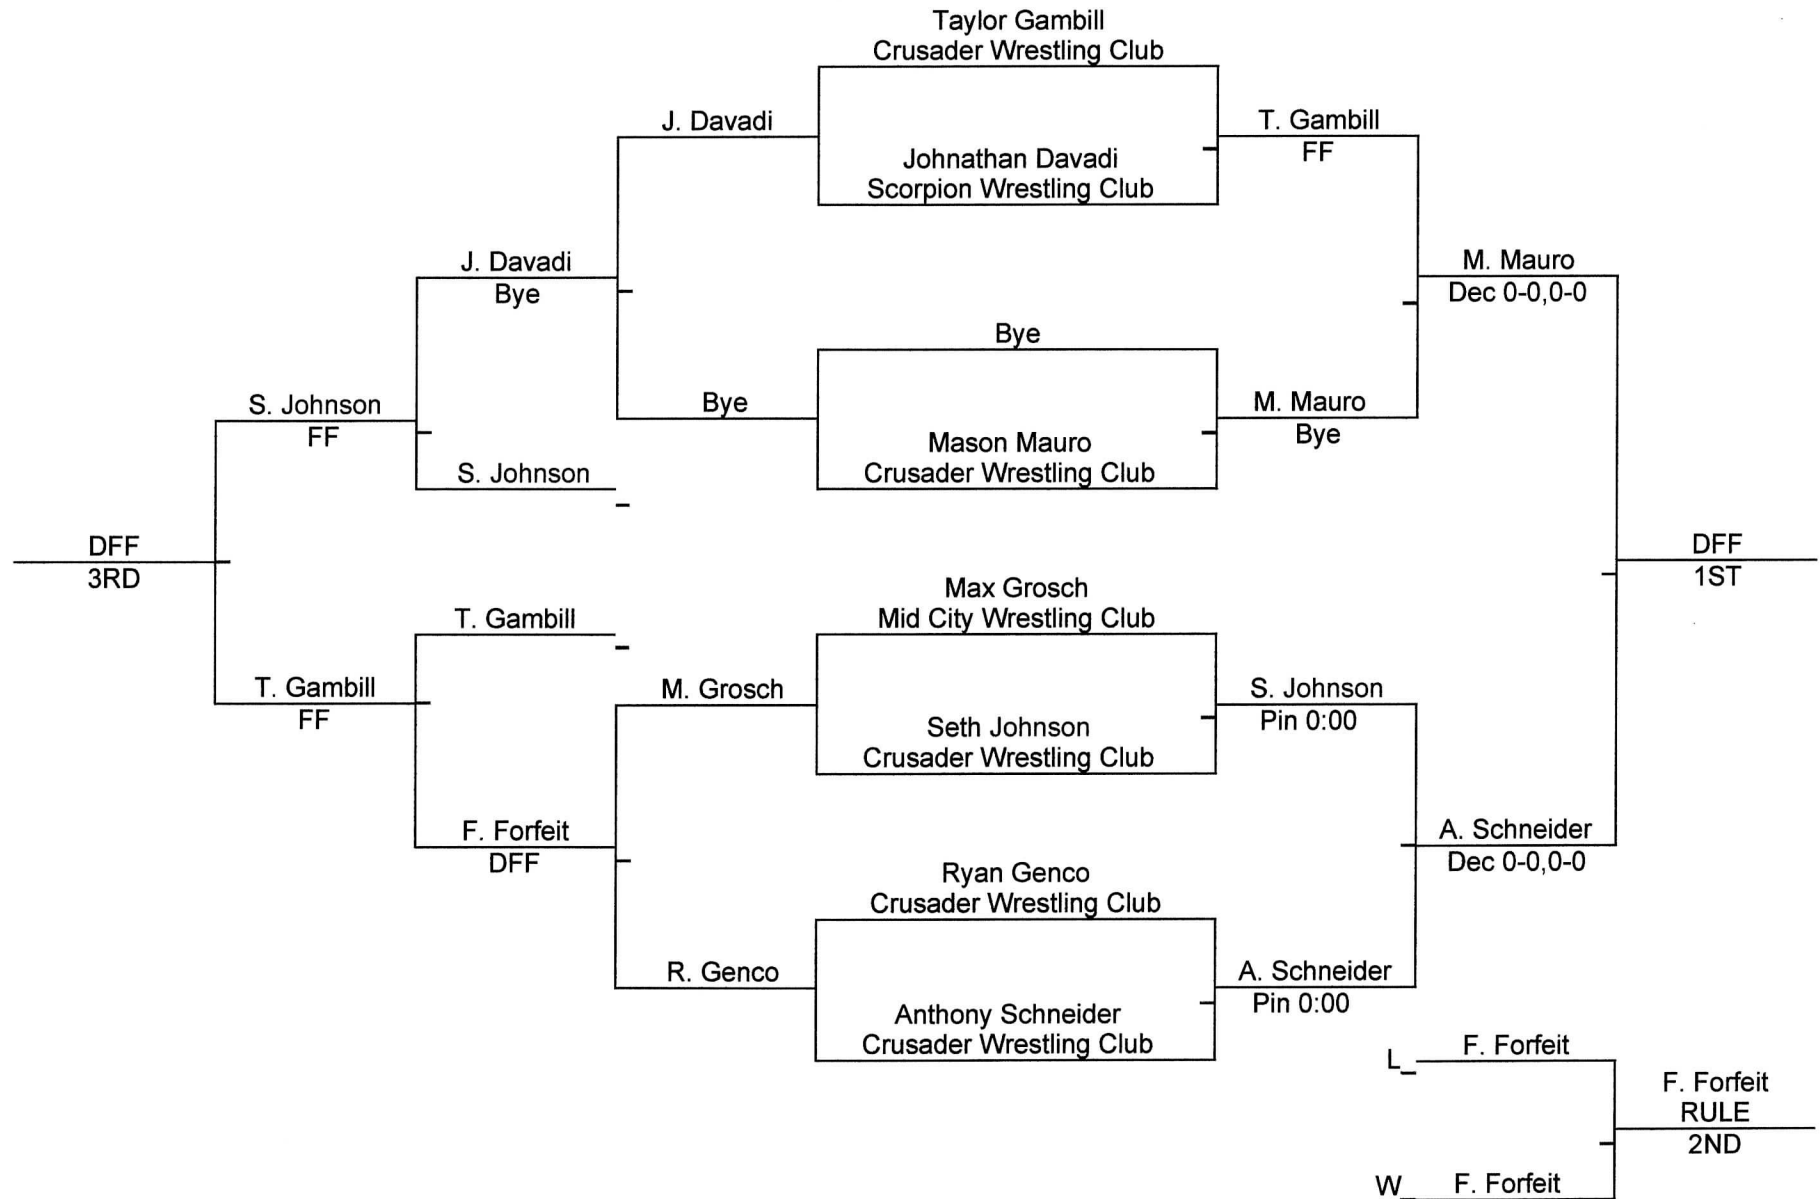 Taylor Gambill
Crusader Wrestling Club
J. Davadi
T. Gambill
FF
Johnathan Davadi
Scorpion Wrestling Club
J. Davadi
Bye
M. Mauro
Dec 0-0,0-0
Bye
Bye
M. Mauro
Bye
S. Johnson
FF
Mason Mauro
Crusader Wrestling Club
S. Johnson
DFF
3RD
DFF
1ST
Max Grosch
Mid City Wrestling Club
T. Gambill
T. Gambill
FF
M. Grosch
S. Johnson
Pin 0:00
Seth Johnson
Crusader Wrestling Club
F. Forfeit
DFF
A. Schneider
Dec 0-0,0-0
Ryan Genco
Crusader Wrestling Club
R. Genco
A. Schneider
Pin 0:00
Anthony Schneider
Crusader Wrestling Club
L_ F. Forfeit
F. Forfeit
RULE
2ND
W_ F. Forfeit